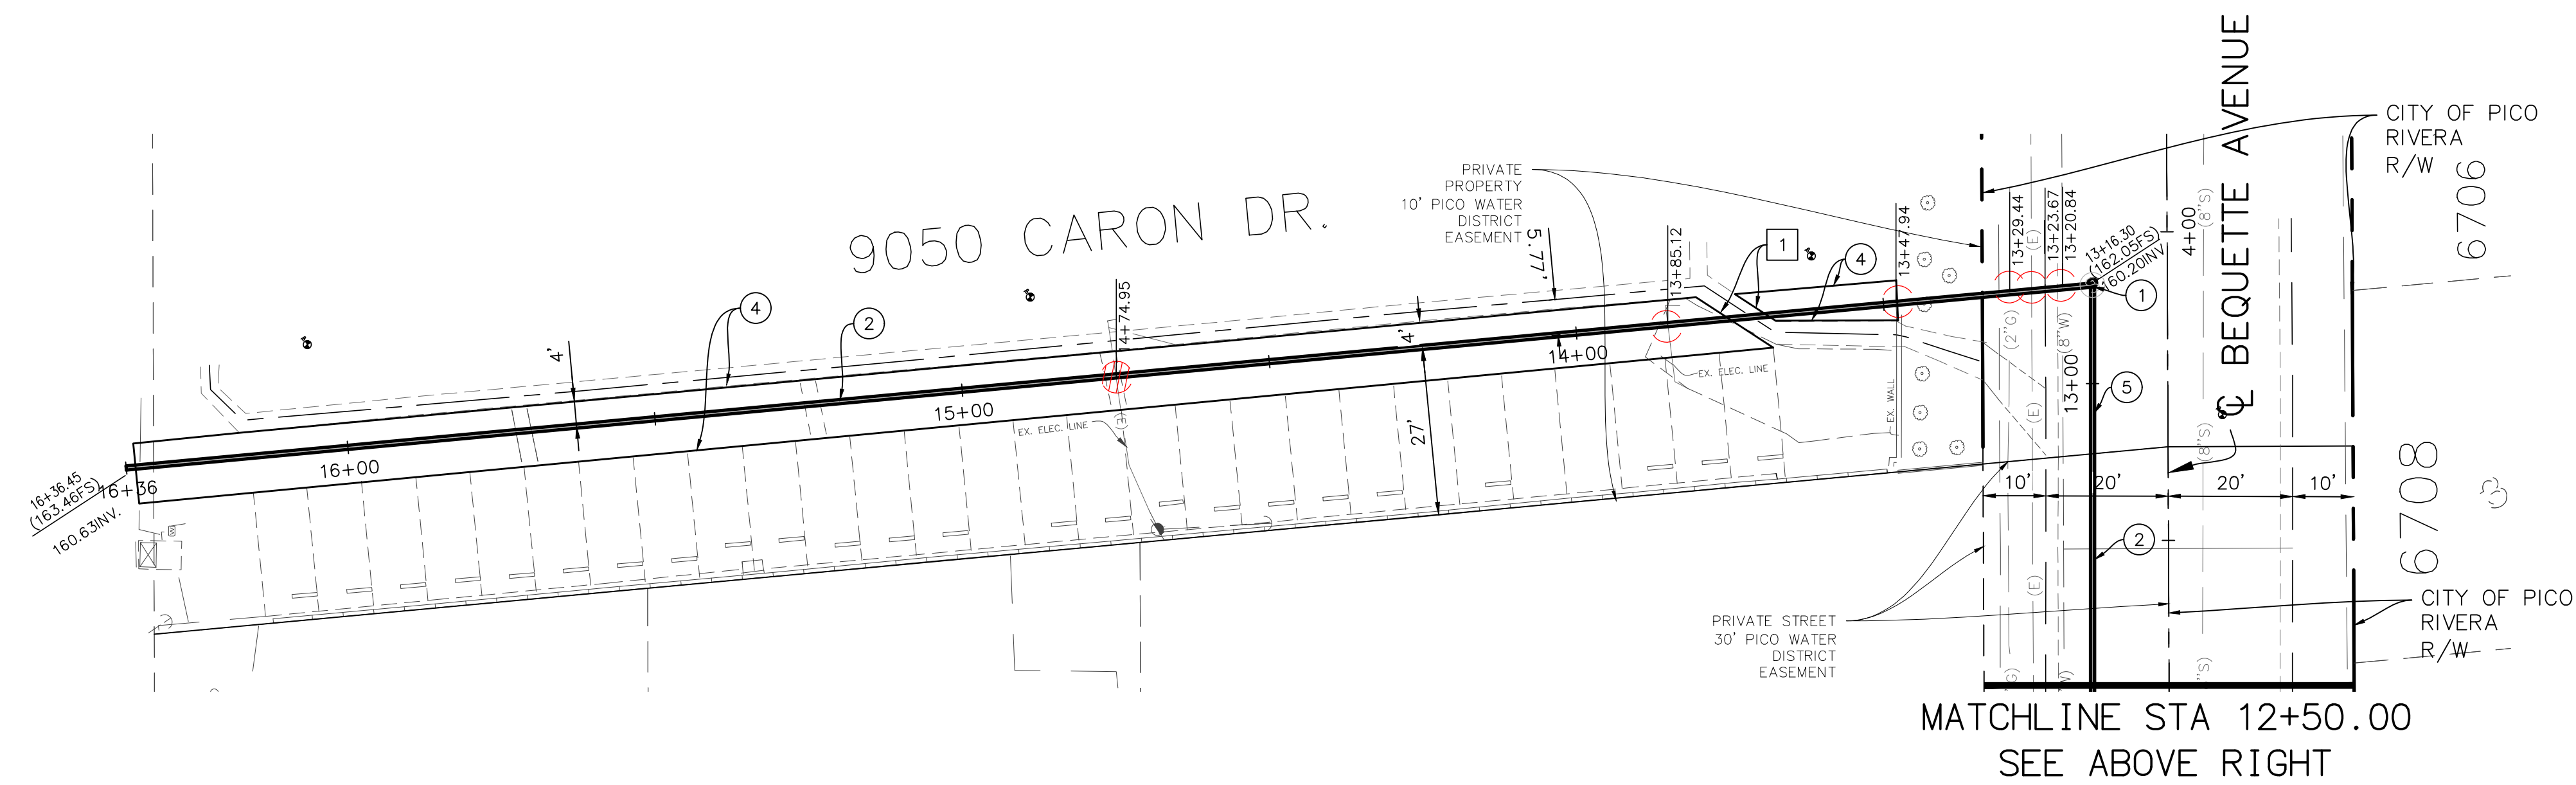 9050 CARON DR.
BEQUETTE AVENUE
CITY OF PICO
RIVERA
R/W
6706
PRIVATE
PROPERTY
10' PICO WATER
DISTRICT
EASEMENT
5.77'
1
4
13+47.94
13+29.44
(E)
13+23.67
13+20.84
13+16.30
(162.05FS)
160.20INV
4+00
(8"S)
1
13+85.12
14+74.95
4
2
4'
4'
14+00
(2"G)
(8"W)
13+00
5
EX. ELEC. LINE
EX. WALL
15+00
EX. ELEC. LINE
(E)
27'
(E)
(8"S)
16+00
16+36
16+36.45
(163.46FS)
160.63INV.
10'
20'
20'
10'
6708
2
(E)
PRIVATE STREET
30' PICO WATER
DISTRICT
EASEMENT
CITY OF PICO
RIVERA
R/W
"S)
G)
W)
MATCHLINE STA 12+50.00
SEE ABOVE RIGHT